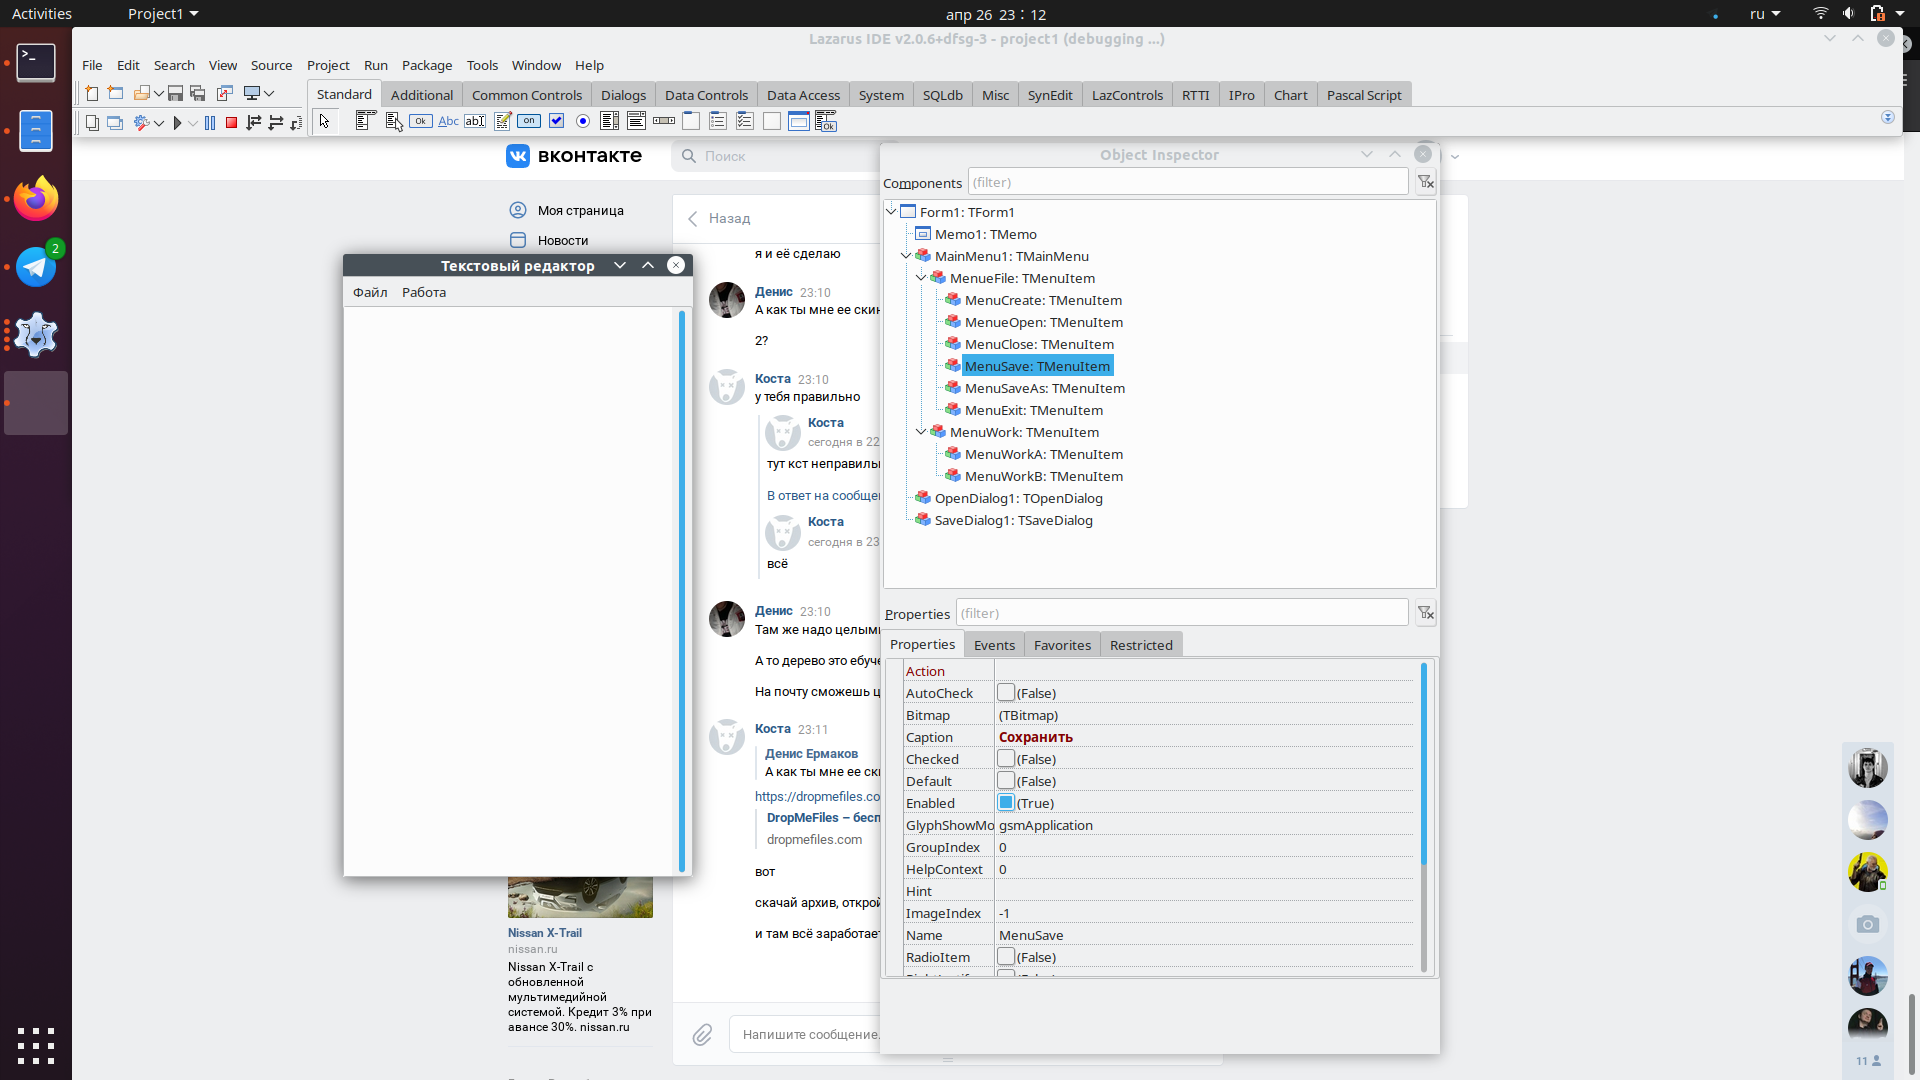 Activities
Project1
апр 26 23:12
ru
Lazarus IDE v2.0.6+dfsg-3 - project1 (debugging ...)
File Edit Search View Source Project Run Package Tools Window Help
Standard Additional Common Controls Dialogs Data Controls Data Access System SQLdb Misc SynEdit LazControls RTTI IPro Chart Pascal Script
Ok Abc abI on Ok
вконтакте
Поиск
Моя страница
Новости
Назад
я и её сделаю
Денис 23:10
А как ты мне ее
2?
Коста 23:10
у тебя правильно
Коста
сегодня в 22
тут кст
В ответ на
Коста
сегодня в 23
всё
Денис 23:10
Там же надо
А то дерево это
На почту сможешь
Коста 23:11
Денис Ермаков
А как ты мне ее
https://dropmefiles.co
DropMeFiles –
dropmefiles.com
вот
скачай архив,
и там всё
Напишите сообщение.
Текстовый редактор
Файл Работа
Nissan X-Trail
nissan.ru
Nissan X-Trail с
обновленной
мультимедийной
системой. Кредит 3% при
авансе 30%. nissan.ru
Object Inspector
Components (filter)
Form1: TForm1
Memo1: TMemo
MainMenu1: TMainMenu
MenueFile: TMenuItem
MenuCreate: TMenuItem
MenueOpen: TMenuItem
MenuClose: TMenuItem
MenuSave: TMenuItem
MenuSaveAs: TMenuItem
MenuExit: TMenuItem
MenuWork: TMenuItem
MenuWorkA: TMenuItem
MenuWorkB: TMenuItem
OpenDialog1: TOpenDialog
SaveDialog1: TSaveDialog
Properties (filter)
Properties Events Favorites Restricted
Action
AutoCheck (False)
Bitmap (TBitmap)
Caption Сохранить
Checked (False)
Default (False)
Enabled (True)
GlyphShowMo gsmApplication
GroupIndex 0
HelpContext 0
Hint
ImageIndex -1
Name MenuSave
RadioItem (False)
2
11